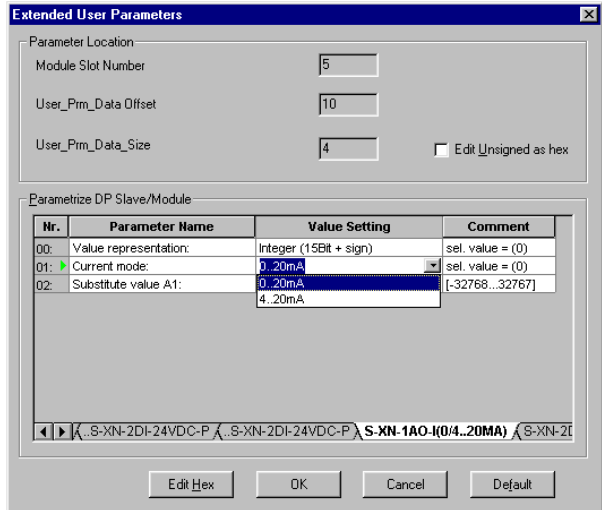 Extended User Parameters
Parameter Location
Module Slot Number 5
User_Prm_Data Offset 10
User_Prm_Data_Size 4 Edit Unsigned as hex
Parametrize DP Slave/Module
Nr. Parameter Name Value Setting Comment
00: Value representation: Integer (15Bit + sign) sel. value = (0)
01: Current mode: 0..20mA sel. value = (0)
02: Substitute value A1: 0..20mA [-32768...32767]
4..20mA
..S-XN-2DI-24VDC-P ..S-XN-2DI-24VDC-P S-XN-1AO-I(0/4..20MA) S-XN-2D
Edit Hex OK Cancel Default